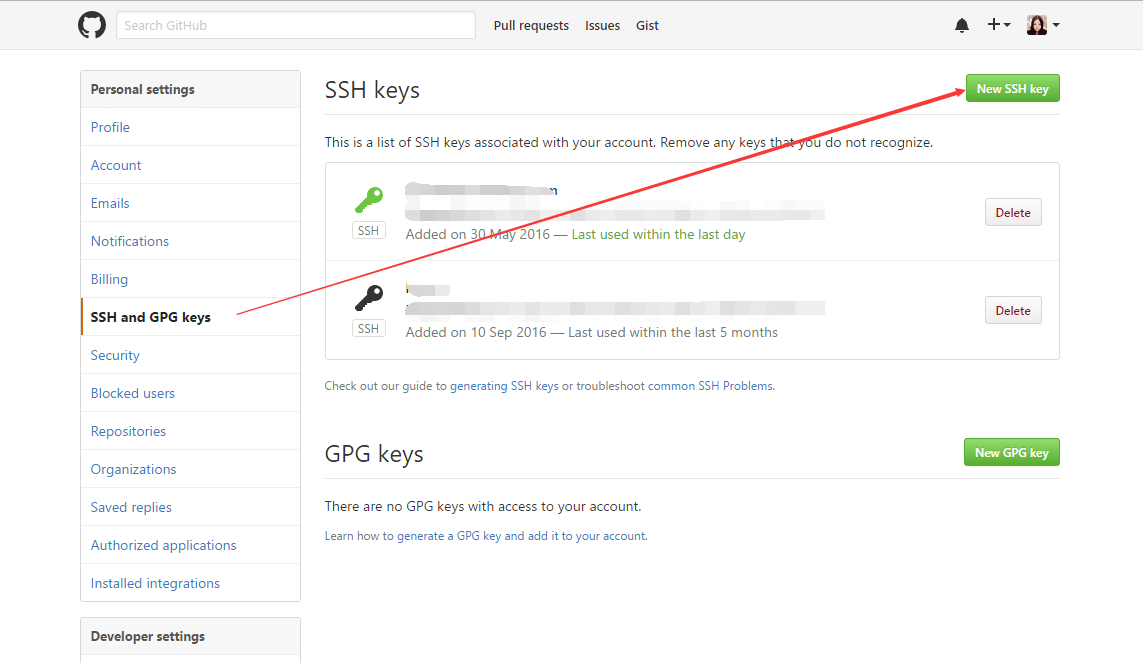 Search GitHub
Pull requests
Issues
Gist
Personal settings
Profile
Account
Emails
Notifications
Billing
SSH and GPG keys
Security
Blocked users
Repositories
Organizations
Saved replies
Authorized applications
Installed integrations
Developer settings
SSH keys
New SSH key
This is a list of SSH keys associated with your account. Remove any keys that you do not recognize.
SSH
Added on 30 May 2016 — Last used within the last day
Delete
SSH
Added on 10 Sep 2016 — Last used within the last 5 months
Delete
Check out our guide to generating SSH keys or troubleshoot common SSH Problems.
GPG keys
New GPG key
There are no GPG keys with access to your account.
Learn how to generate a GPG key and add it to your account.